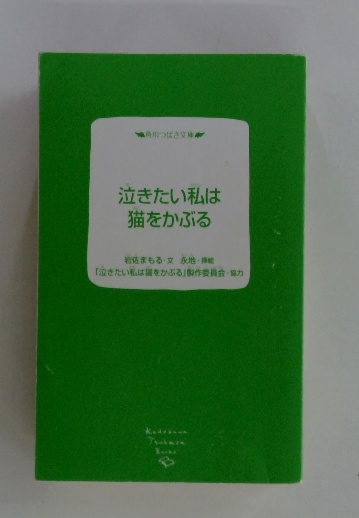 角川つばさ文庫
泣きたい私は
猫をかぶる
岩佐まもる・文 永地・挿絵
「泣きたい私は猫をかぶる」製作委員会・協力
Kadokawa
Tsubasa
Bunko